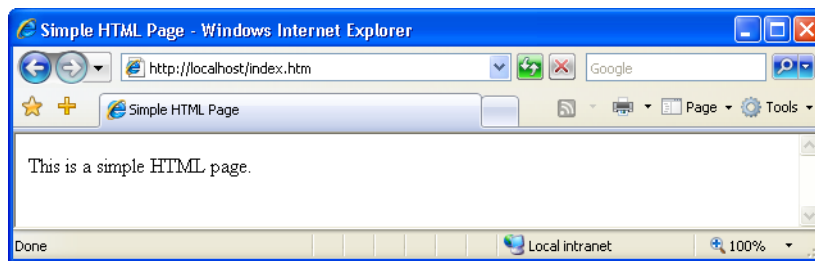 Simple HTML Page - Windows Internet Explorer
http://localhost/index.htm Google
Simple HTML Page Page Tools
This is a simple HTML page.
Done Local intranet 100%